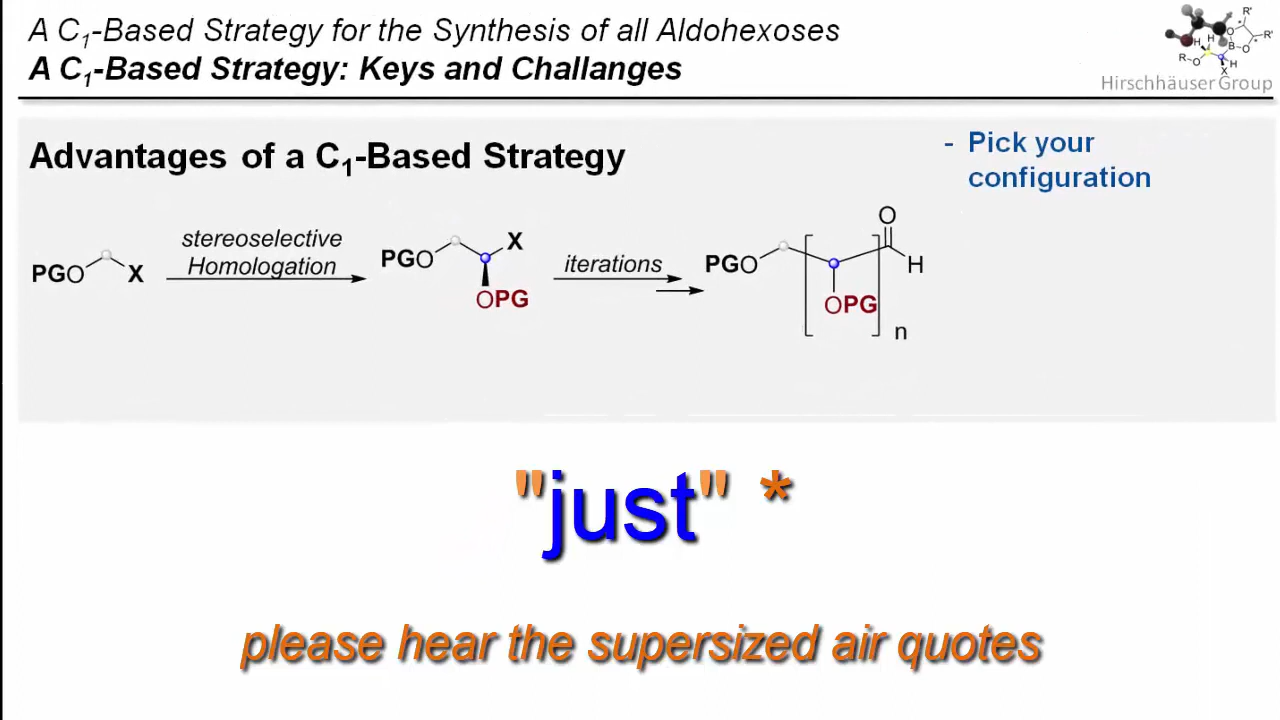 A C₁-Based Strategy for the Synthesis of all Aldohexoses
A C₁-Based Strategy: Keys and Challanges
R'
R'
H
H
B
O
O
R
O
H
X
Hirschhäuser Group
Advantages of a C₁-Based Strategy
- Pick your
configuration
PGO
X
stereoselective
Homologation
PGO
X
OPG
iterations
PGO
O
H
OPG
n
"just" *
please hear the supersized air quotes